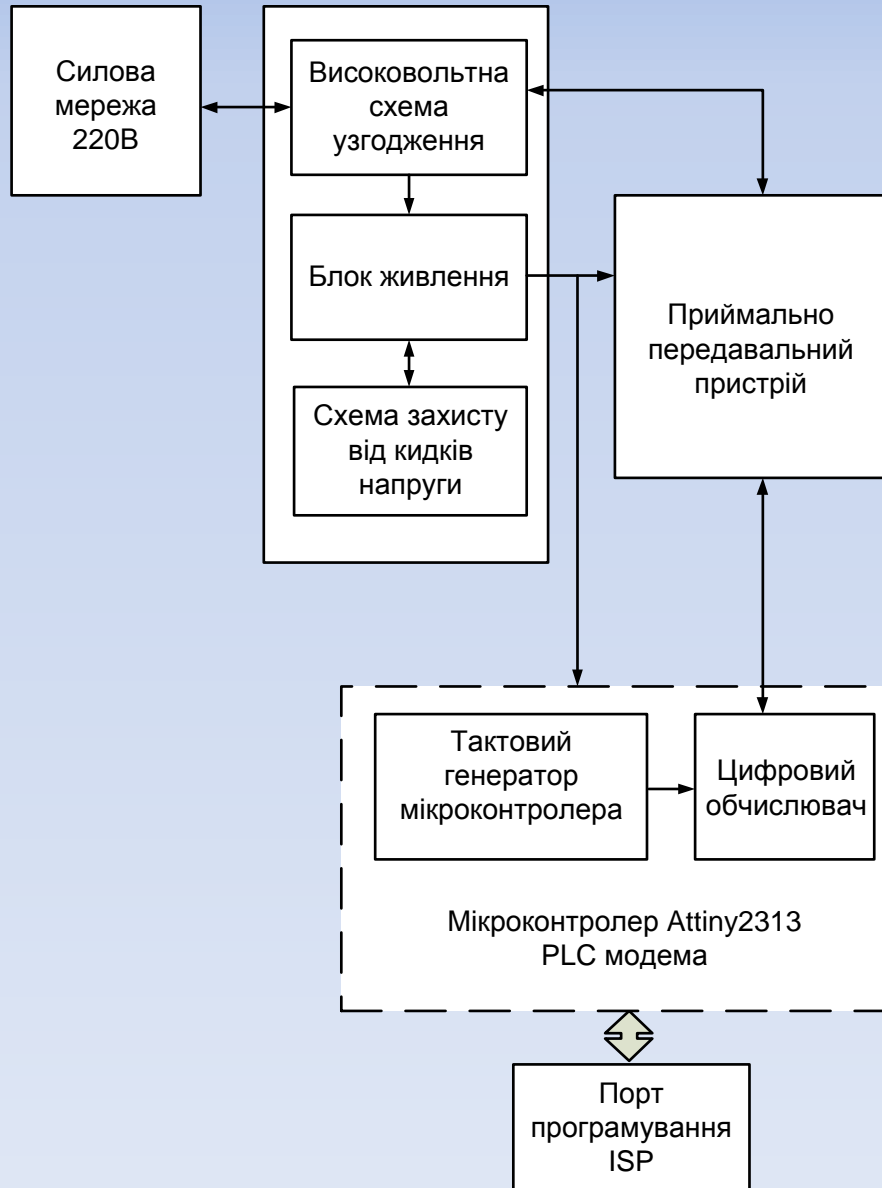 Силова
мережа
220В
Високовольтна
схема
узгодження
Блок живлення
Схема захисту
від кидків
напруги
Приймально
передавальний
пристрій
Тактовий
генератор
мікроконтролера
Цифровий
обчислювач
Мікроконтролер Attiny2313
PLC модема
Порт
програмування
ISP